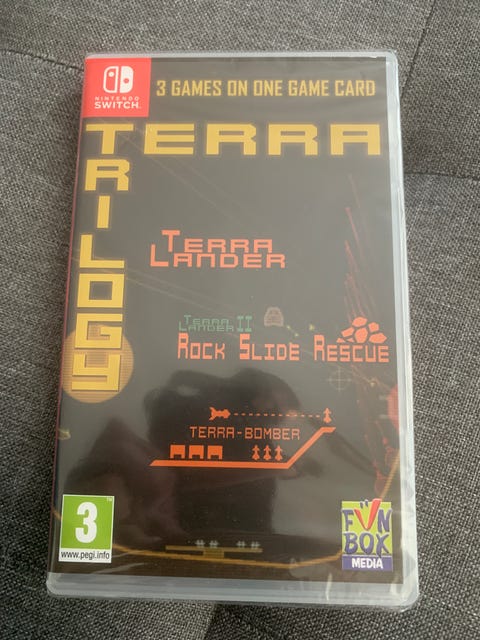 NINTENDO
SWITCH
3 GAMES ON ONE GAME CARD
TERRA
TRILOGY
TERRA
LANDER
TERRA
LANDER II
ROCK SLIDE RESCUE
TERRA-BOMBER
3
www.pegi.info
FUN
BOX
MEDIA